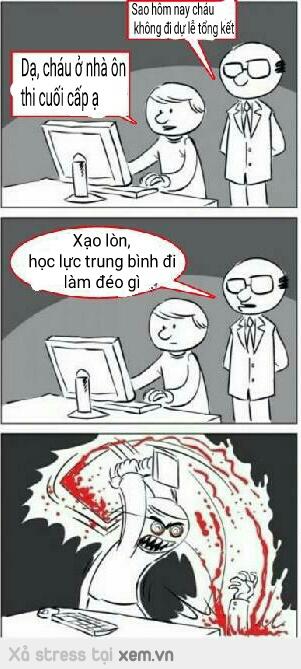 Sao hôm nay cháu
không đi dự lễ tổng kết
Dạ, cháu ở nhà ôn
thi cuối cấp ạ
Xạo lòn,
học lực trung bình đi
làm đéo gì
Xả stress tại xem.vn